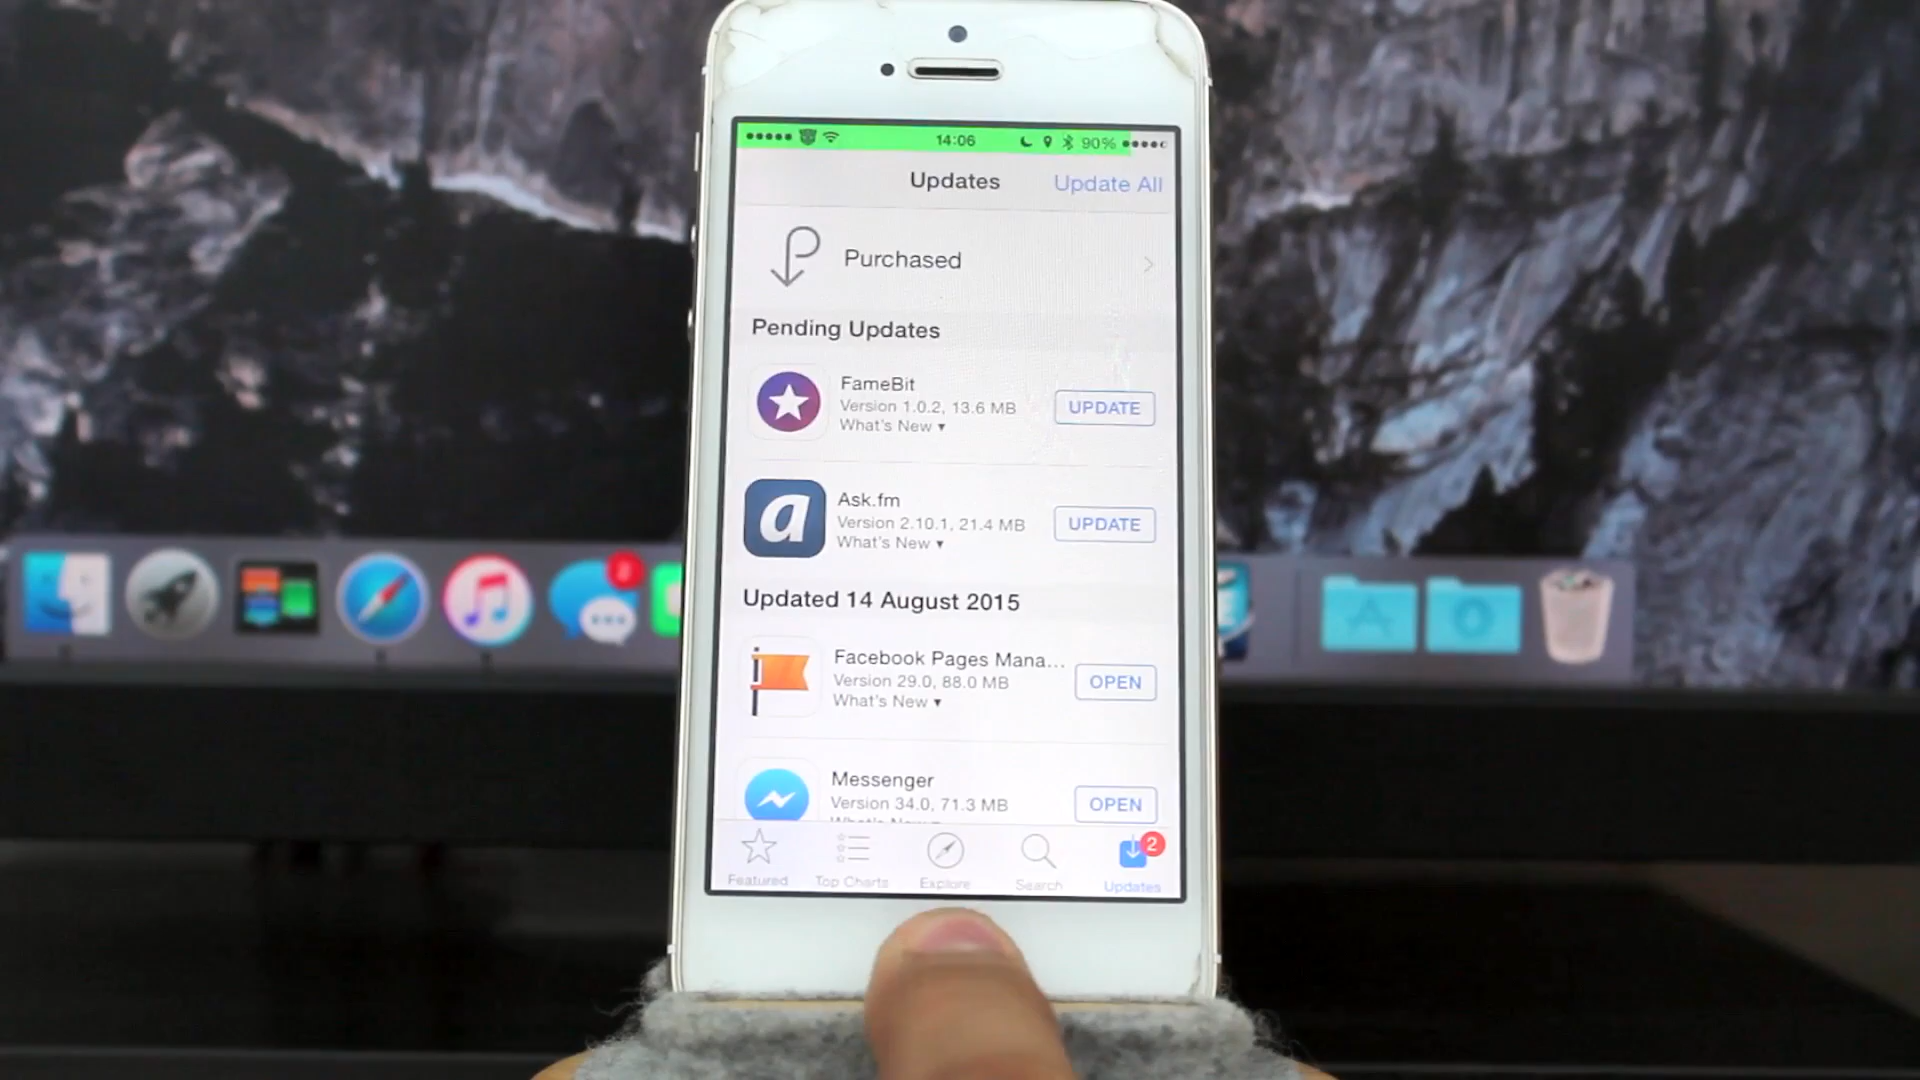 14:06 90%
Updates Update All
Purchased
Pending Updates
FameBit
Version 1.0.2, 13.6 MB
What's New ▾
UPDATE
a
Ask.fm
Version 2.10.1, 21.4 MB
What's New ▾
UPDATE
Updated 14 August 2015
Facebook Pages Mana...
Version 29.0, 88.0 MB
What's New ▾
OPEN
Messenger
Version 34.0, 71.3 MB
What's New
OPEN
2
Featured Top Charts Explore Search Updates